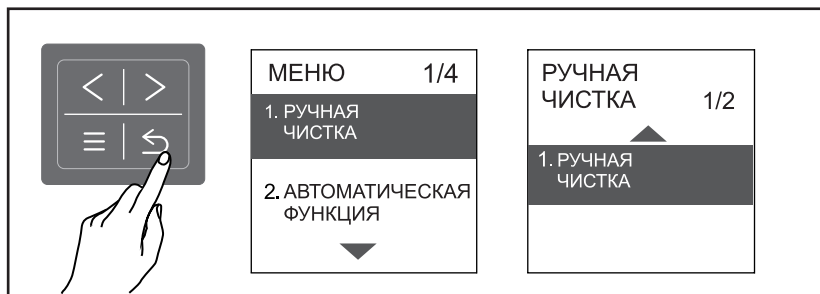 МЕНЮ 1/4
1. РУЧНАЯ
ЧИСТКА
2. АВТОМАТИЧЕСКАЯ
ФУНКЦИЯ
РУЧНАЯ
ЧИСТКА 1/2
1. РУЧНАЯ
ЧИСТКА